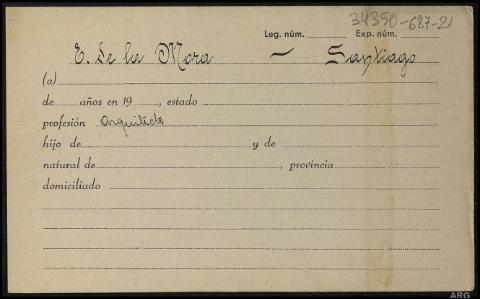 34350-687-21
Leg. núm. Exp. núm.
E. de la Mora — Santiago
(a)
de años en 19 , estado
profesión Arquitecto
hijo de y de
natural de , provincia
domiciliado
ARG